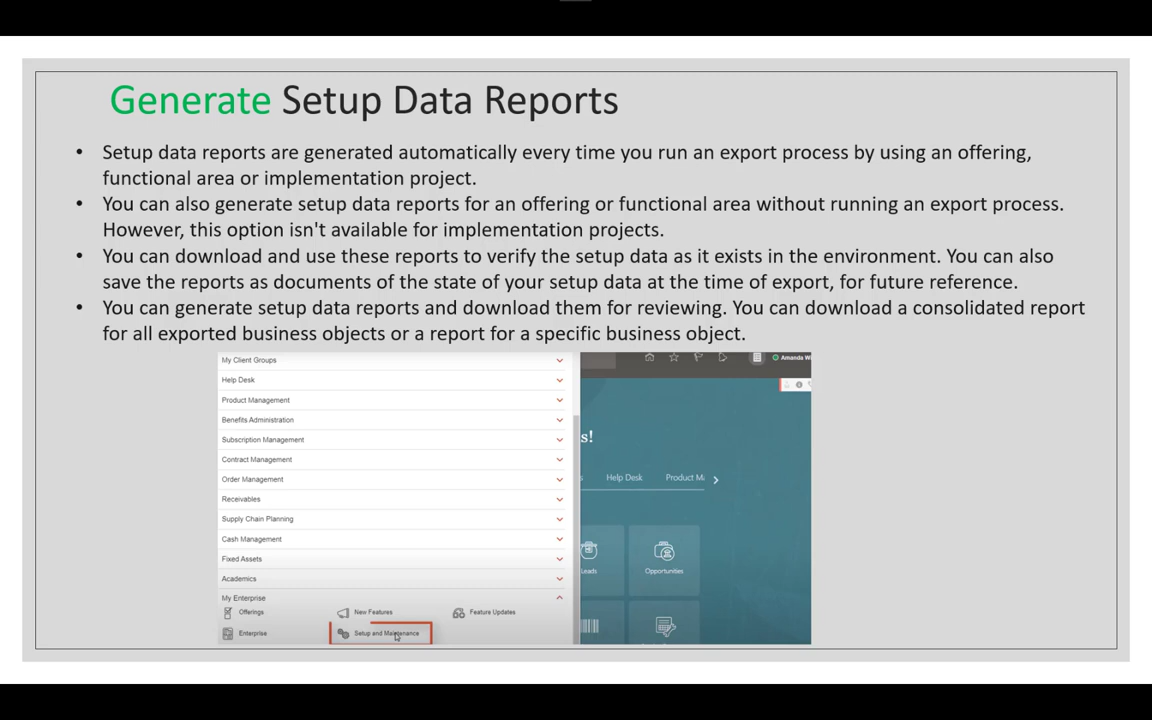 Generate Setup Data Reports
• Setup data reports are generated automatically every time you run an export process by using an offering,
functional area or implementation project.
• You can also generate setup data reports for an offering or functional area without running an export process.
However, this option isn't available for implementation projects.
• You can download and use these reports to verify the setup data as it exists in the environment. You can also
save the reports as documents of the state of your setup data at the time of export, for future reference.
• You can generate setup data reports and download them for reviewing. You can download a consolidated report
for all exported business objects or a report for a specific business object.
My Client Groups
Help Desk
Product Management
Benefits Administration
Subscription Management
Contract Management
Order Management
Receivables
Supply Chain Planning
Cash Management
Fixed Assets
Academics
My Enterprise
Offerings New Features Feature Updates
Enterprise Setup and Maintenance
Amanda Wi
s!
s Help Desk Product Ma
Leads Opportunities